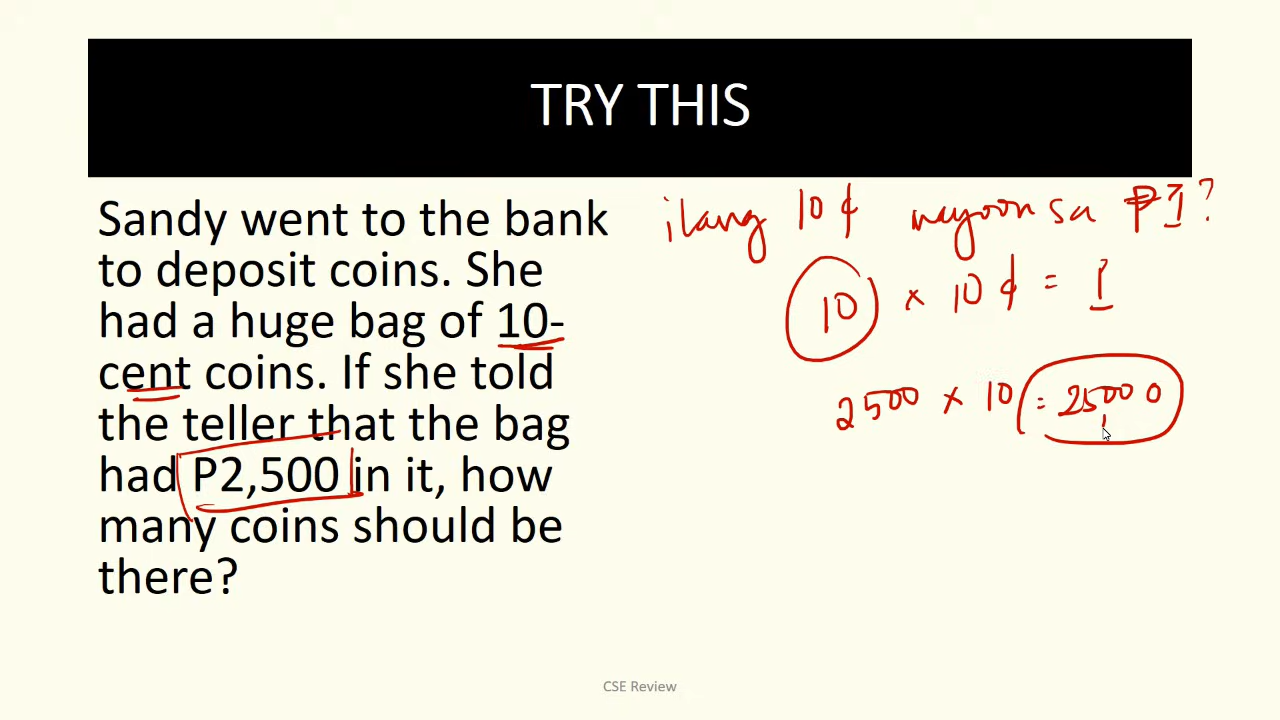 TRY THIS
Sandy went to the bank
to deposit coins. She
had a huge bag of 10-
cent coins. If she told
the teller that the bag
had P2,500 in it, how
many coins should be
there?
ilang 10 ¢ mayroon sa ₱1?
10 × 10 ¢ = 1
2500 × 10 = 25000
CSE Review